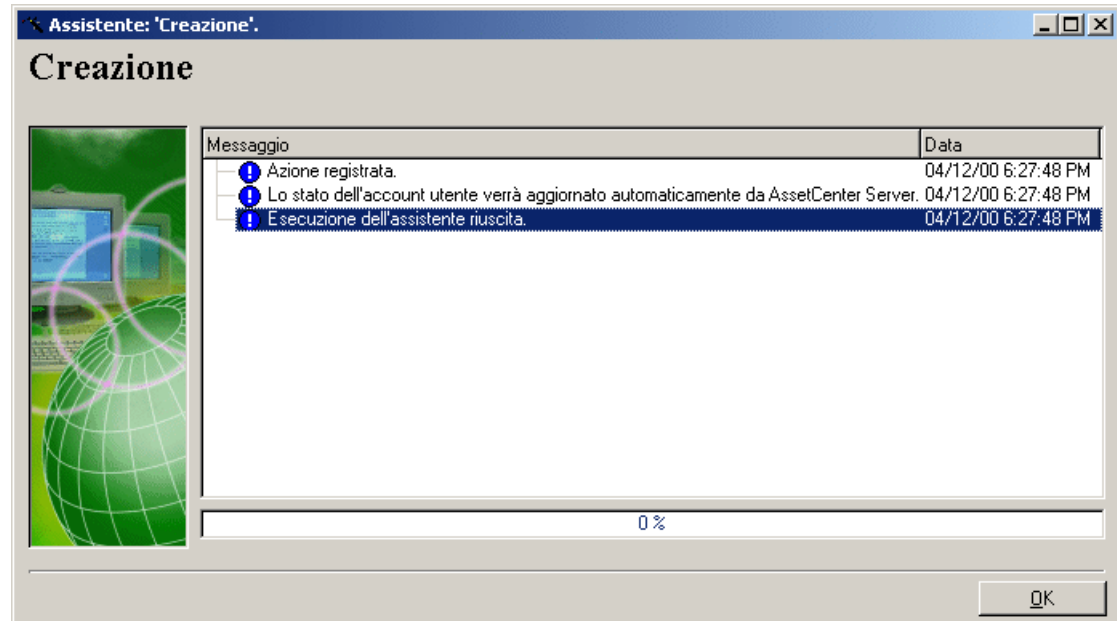 Assistente: 'Creazione'.
Creazione
Messaggio Data
Azione registrata. 04/12/00 6:27:48 PM
Lo stato dell'account utente verrà aggiornato automaticamente da AssetCenter Server. 04/12/00 6:27:48 PM
Esecuzione dell'assistente riuscita. 04/12/00 6:27:48 PM
0 %
OK